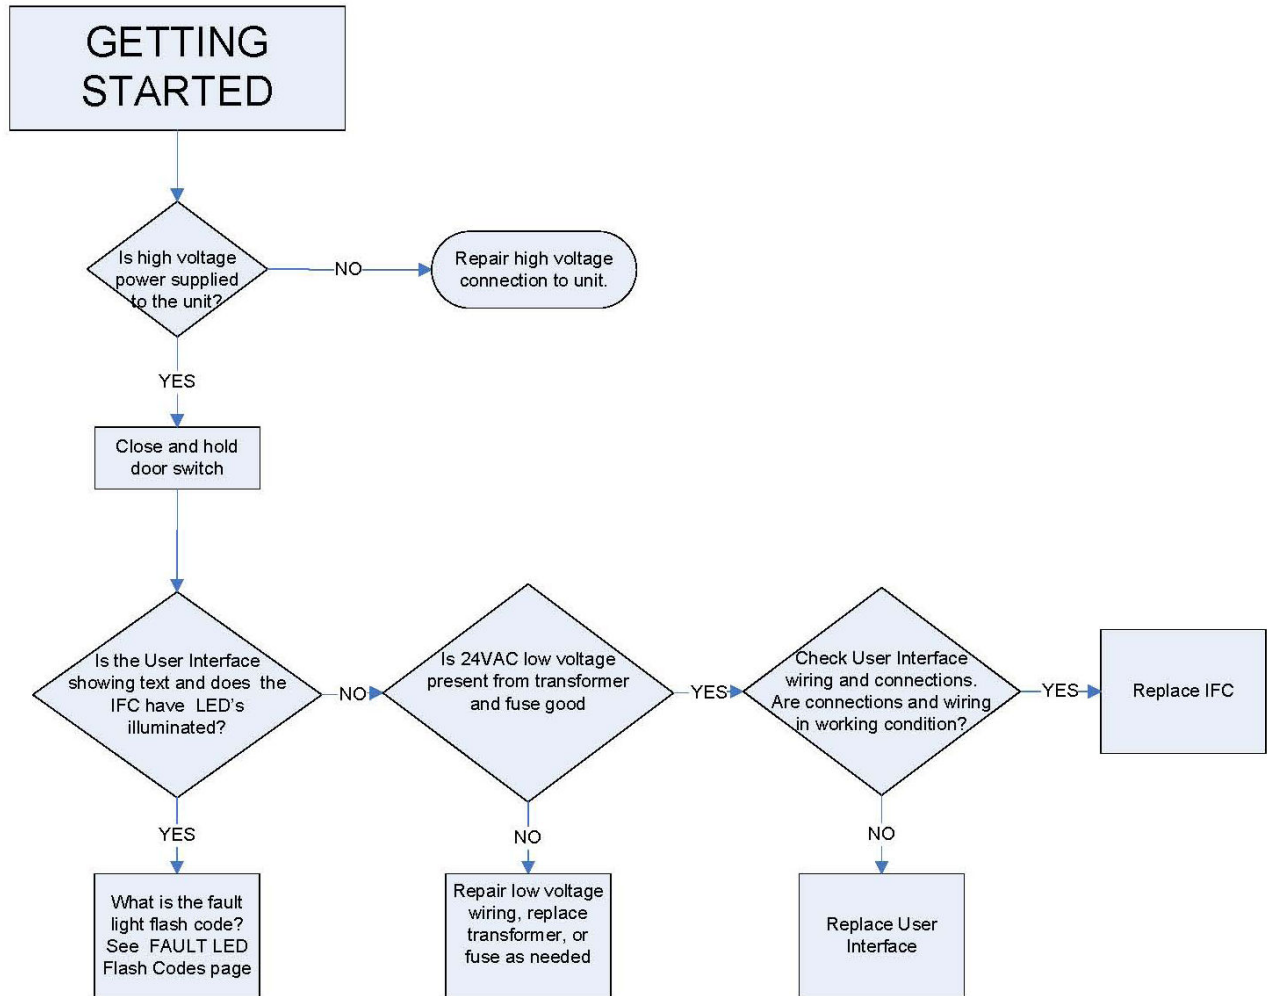 GETTING
STARTED
Is high voltage
power supplied
to the unit?
NO
Repair high voltage
connection to unit.
YES
Close and hold
door switch
Is the User Interface
showing text and does the
IFC have LED's
illuminated?
NO
Is 24VAC low voltage
present from transformer
and fuse good
YES
Check User Interface
wiring and connections.
Are connections and wiring
in working condition?
YES
Replace IFC
YES
What is the fault
light flash code?
See FAULT LED
Flash Codes page
NO
Repair low voltage
wiring, replace
transformer, or
fuse as needed
NO
Replace User
Interface